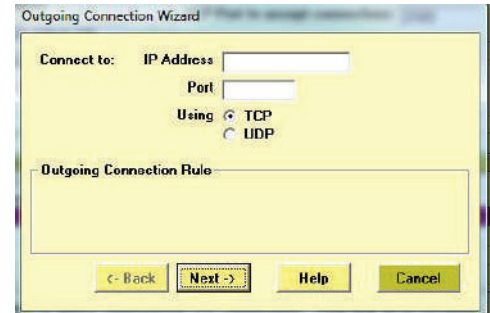 Outgoing Connection Wizard
Connect to: IP Address
Port
Using TCP
UDP
Outgoing Connection Rule
<- Back Next -> Help Cancel